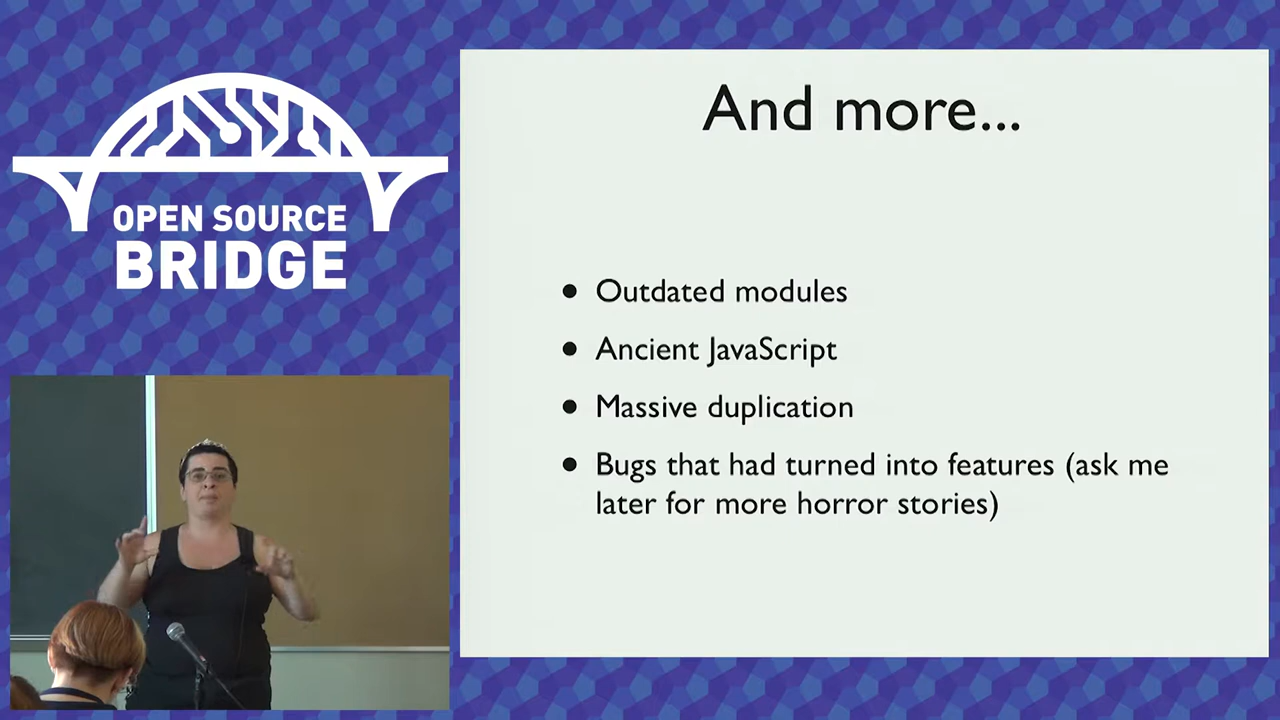 OPEN SOURCE
BRIDGE
And more...
• Outdated modules
• Ancient JavaScript
• Massive duplication
• Bugs that had turned into features (ask me
later for more horror stories)